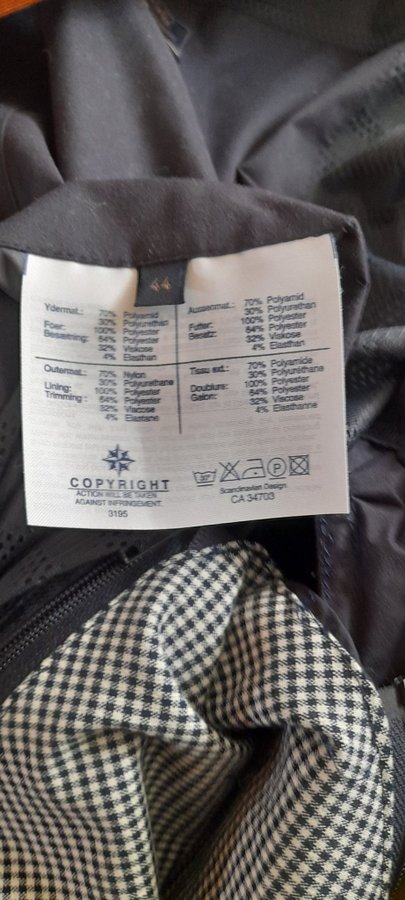 44
Ydermat.: 70% Polyamid
30% Polyurethan
Foer: 100% Polyester
Besætning: 64% Polyester
32% Viskose
4% Elasthan
Aussenmat.: 70% Polyamid
30% Polyurethan
Futter: 100% Polyester
Besatz: 64% Polyester
32% Viskose
4% Elasthan
Outermat.: 70% Nylon
30% Polyurethane
Lining: 100% Polyester
Trimming: 64% Polyester
32% Viscose
4% Elastane
Tissu ext.: 70% Polyamide
30% Polyuréthane
Doublure: 100% Polyester
Galon: 64% Polyester
32% Viscose
4% Elasthanne
30°
P
COPYRIGHT
ACTION WILL BE TAKEN
AGAINST INFRINGEMENT.
3195
Scandinavian Design
CA 34703